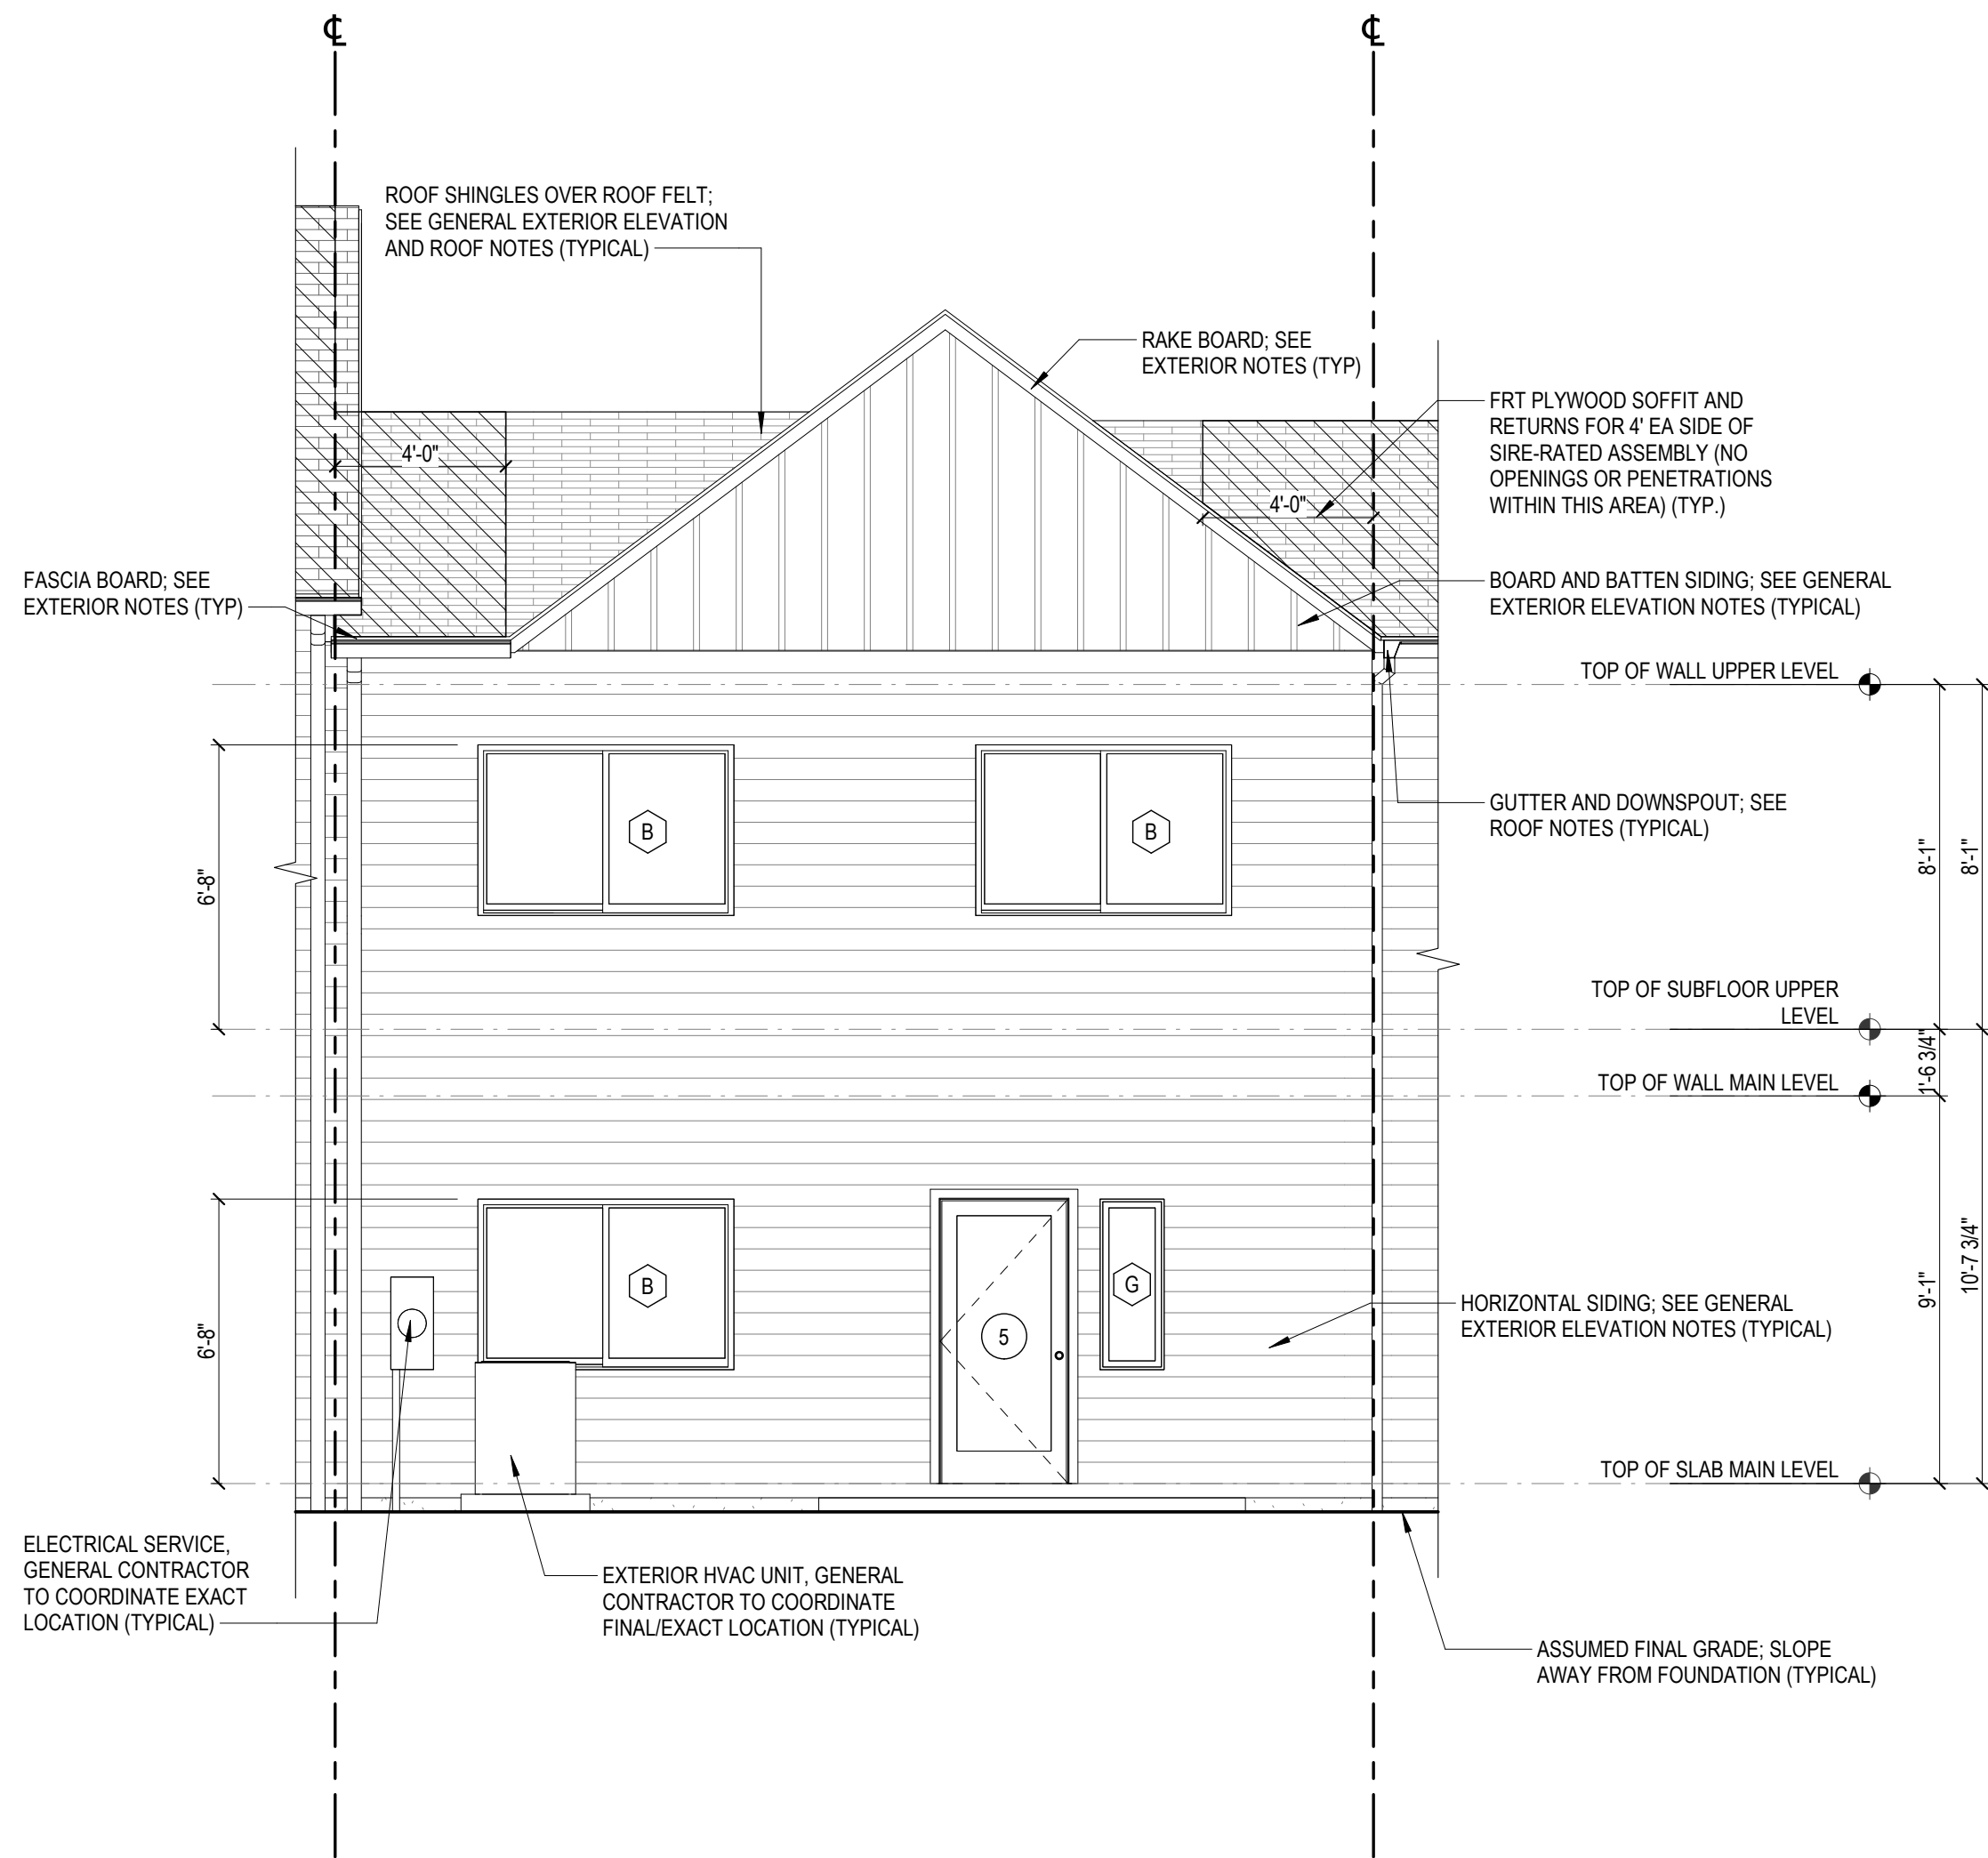 ℄
℄
ROOF SHINGLES OVER ROOF FELT;
SEE GENERAL EXTERIOR ELEVATION
AND ROOF NOTES (TYPICAL)
RAKE BOARD; SEE
EXTERIOR NOTES (TYP)
FRT PLYWOOD SOFFIT AND
RETURNS FOR 4' EA SIDE OF
SIRE-RATED ASSEMBLY (NO
OPENINGS OR PENETRATIONS
WITHIN THIS AREA) (TYP.)
4'-0"
4'-0"
FASCIA BOARD; SEE
EXTERIOR NOTES (TYP)
BOARD AND BATTEN SIDING; SEE GENERAL
EXTERIOR ELEVATION NOTES (TYPICAL)
TOP OF WALL UPPER LEVEL
GUTTER AND DOWNSPOUT; SEE
ROOF NOTES (TYPICAL)
B
B
6'-8"
8'-1"
8'-1"
TOP OF SUBFLOOR UPPER
LEVEL
1'-6 3/4"
TOP OF WALL MAIN LEVEL
10'-7 3/4"
9'-1"
B
G
5
6'-8"
HORIZONTAL SIDING; SEE GENERAL
EXTERIOR ELEVATION NOTES (TYPICAL)
TOP OF SLAB MAIN LEVEL
ELECTRICAL SERVICE,
GENERAL CONTRACTOR
TO COORDINATE EXACT
LOCATION (TYPICAL)
EXTERIOR HVAC UNIT, GENERAL
CONTRACTOR TO COORDINATE
FINAL/EXACT LOCATION (TYPICAL)
ASSUMED FINAL GRADE; SLOPE
AWAY FROM FOUNDATION (TYPICAL)